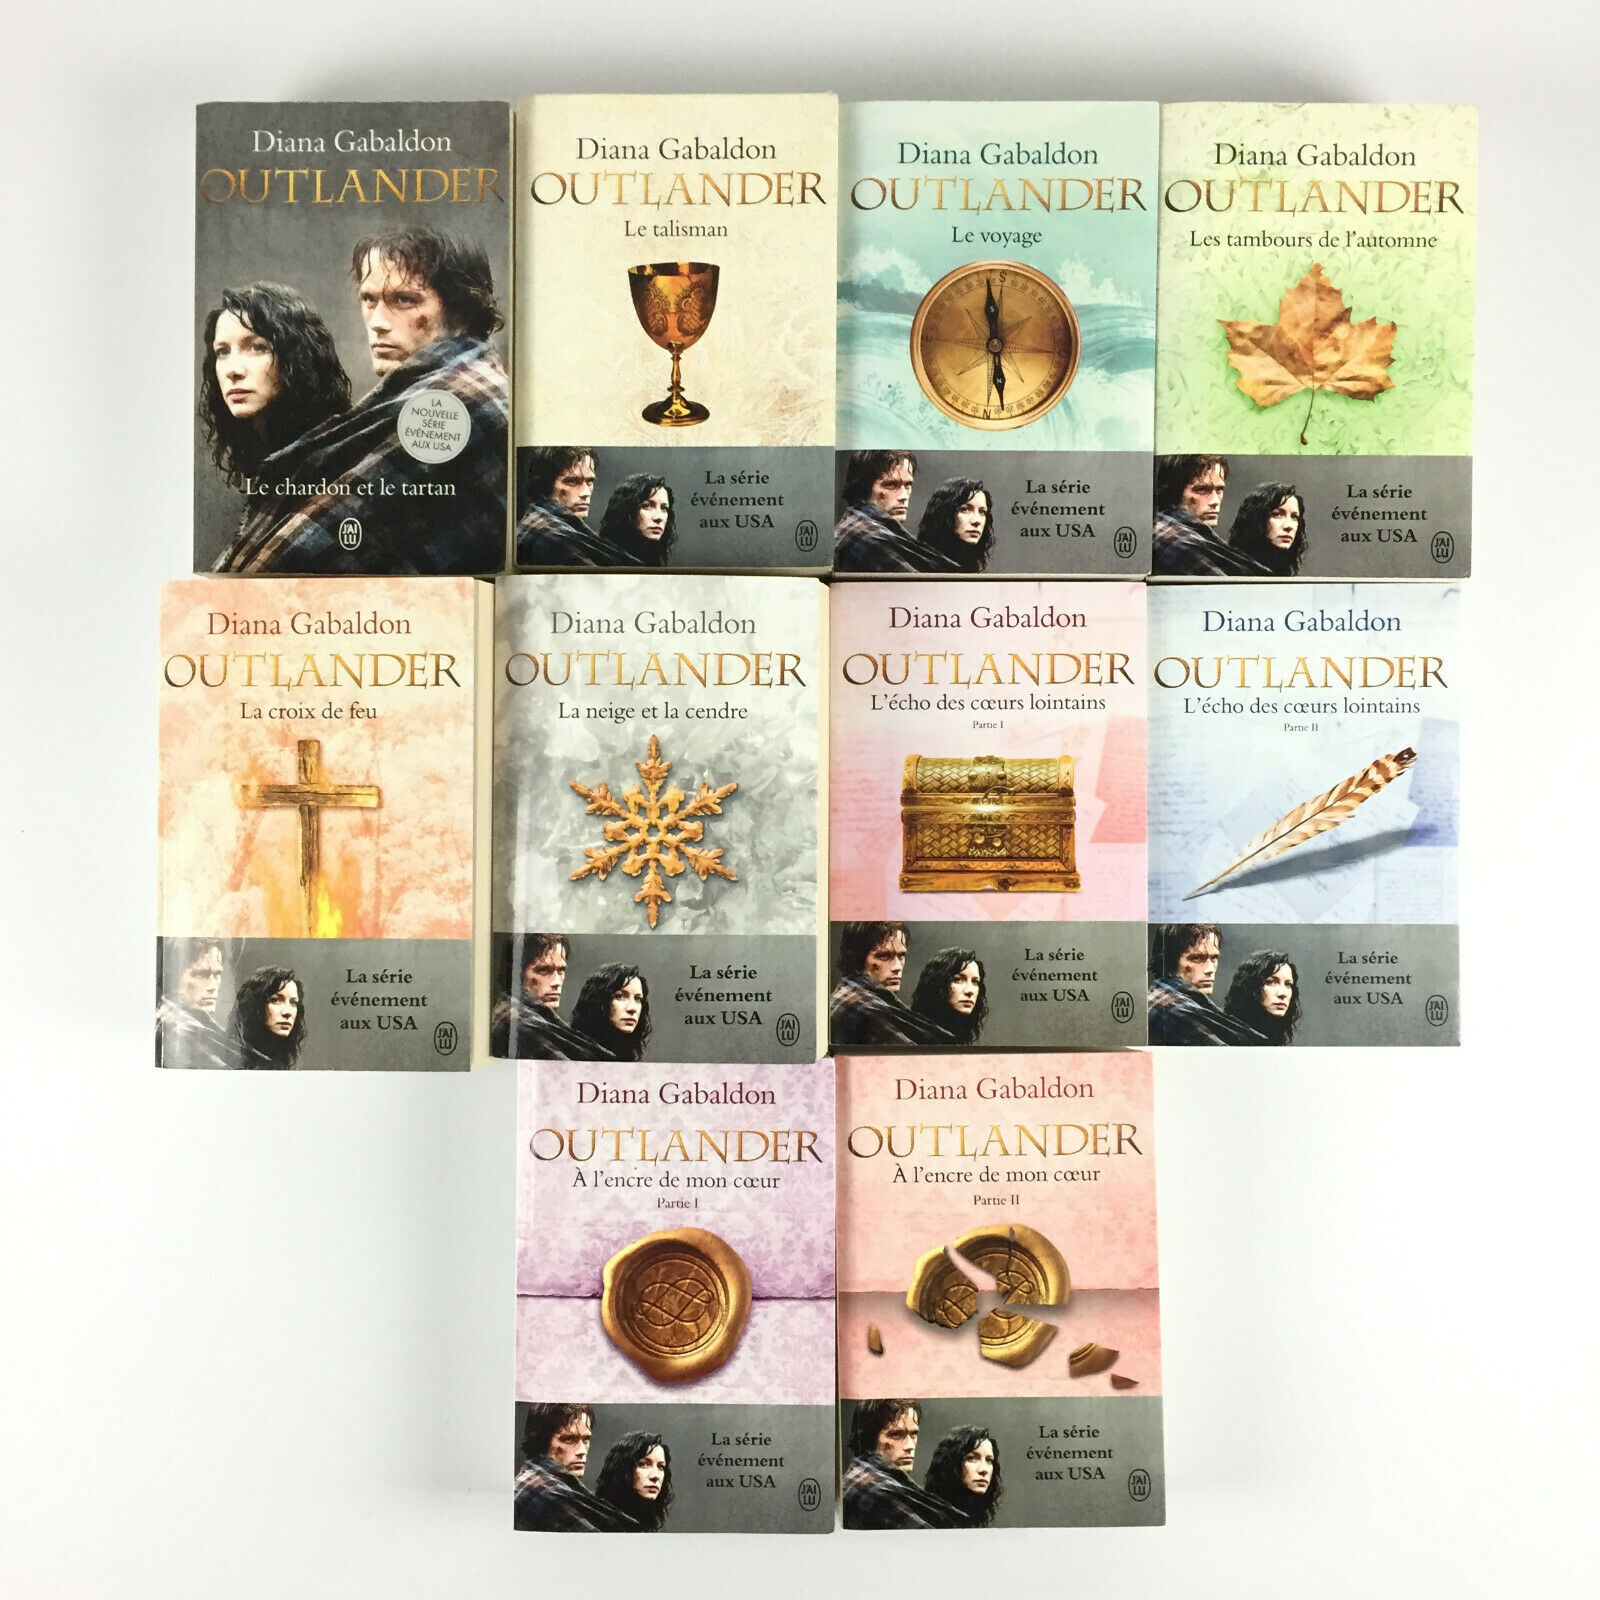 Diana Gabaldon
OUTLANDER
LA
NOUVELLE
SÉRIE
ÉVÉNEMENT
AUX USA
Le chardon et le tartan
J'AI
LU
Diana Gabaldon
OUTLANDER
Le talisman
La série
événement
aux USA
J'AI
LU
Diana Gabaldon
OUTLANDER
Le voyage
S
S
E
O
N
N
La série
événement
aux USA
J'AI
LU
Diana Gabaldon
OUTLANDER
Les tambours de l'automne
La série
événement
aux USA
J'AI
LU
Diana Gabaldon
OUTLANDER
La croix de feu
La série
événement
aux USA
J'AI
LU
Diana Gabaldon
OUTLANDER
La neige et la cendre
La série
événement
aux USA
J'AI
LU
Diana Gabaldon
OUTLANDER
L'écho des cœurs lointains
Partie I
La série
événement
aux USA
J'AI
LU
Diana Gabaldon
OUTLANDER
L'écho des cœurs lointains
Partie II
La série
événement
aux USA
J'AI
LU
Diana Gabaldon
OUTLANDER
À l'encre de mon cœur
Partie I
La série
événement
aux USA
J'AI
LU
Diana Gabaldon
OUTLANDER
À l'encre de mon cœur
Partie II
La série
événement
aux USA
J'AI
LU